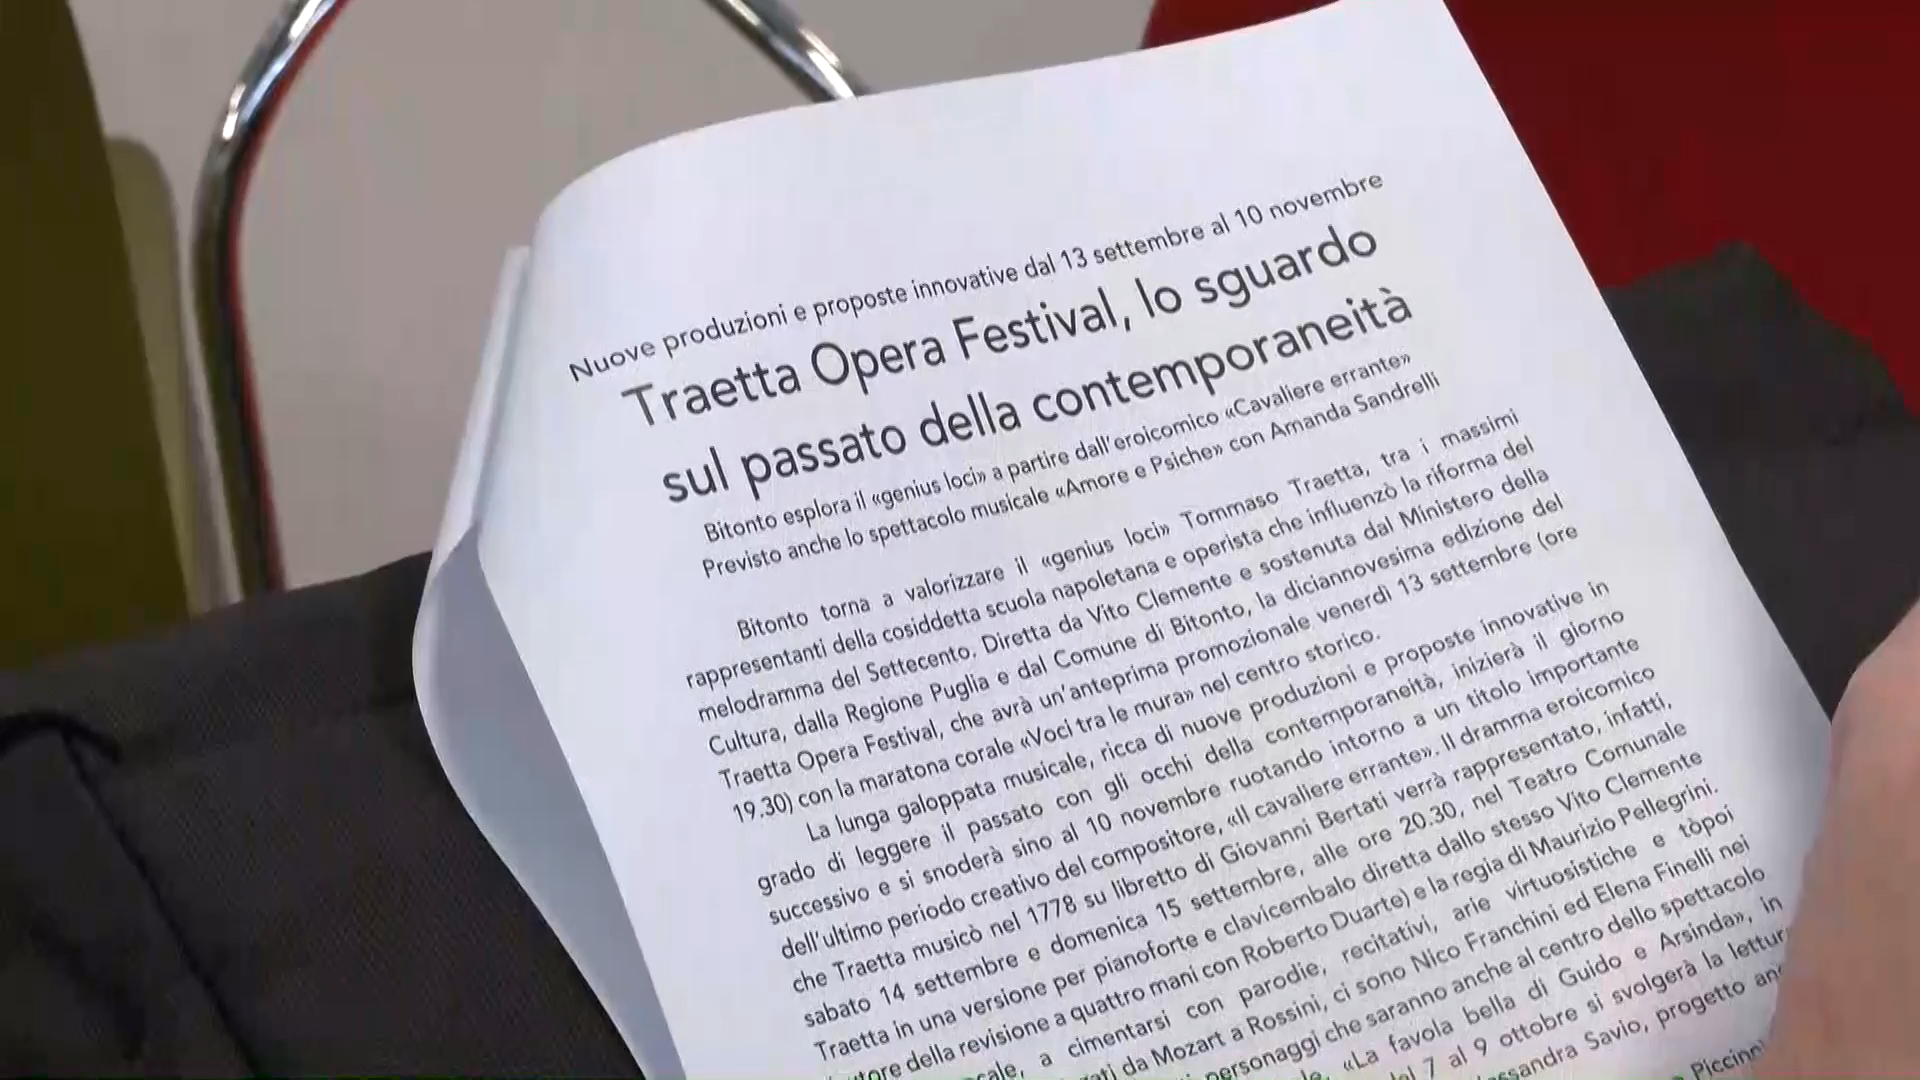 Nuove produzioni e proposte innovative dal 13 settembre al 10 novembre
Traetta Opera Festival, lo sguardo
sul passato della contemporaneità
Bitonto esplora il «genius loci» a partire dall'eroicomico «Cavaliere errante»
Previsto anche lo spettacolo musicale «Amore e Psiche» con Amanda Sandrelli
Bitonto torna a valorizzare il «genius loci» Tommaso Traetta, tra i massimi
rappresentanti della cosiddetta scuola napoletana e operista che influenzò la riforma del
melodramma del Settecento. Diretta da Vito Clemente e sostenuta dal Ministero della
Cultura, dalla Regione Puglia e dal Comune di Bitonto, la diciannovesima edizione del
Traetta Opera Festival, che avrà un'anteprima promozionale venerdì 13 settembre (ore
19.30) con la maratona corale «Voci tra le mura» nel centro storico.
La lunga galoppata musicale, ricca di nuove produzioni e proposte innovative in
grado di leggere il passato con gli occhi della contemporaneità, inizierà il giorno
successivo e si snoderà sino al 10 novembre ruotando intorno a un titolo importante
dell'ultimo periodo creativo del compositore, «Il cavaliere errante». Il dramma eroicomico
che Traetta musicò nel 1778 su libretto di Giovanni Bertati verrà rappresentato, infatti,
sabato 14 settembre e domenica 15 settembre, alle ore 20.30, nel Teatro Comunale
Traetta in una versione per pianoforte e clavicembalo diretta dallo stesso Vito Clemente
della revisione a quattro mani con Roberto Duarte) e la regia di Maurizio Pellegrini.
a cimentarsi con parodie, recitativi, arie virtuosistiche e tòpoi
da Mozart a Rossini, ci sono Nico Franchini ed Elena Finelli nei
personaggi che saranno anche al centro dello spettacolo
«La favola bella di Guido e Arsinda», in
7 al 9 ottobre si svolgerà la
Savio, progetto